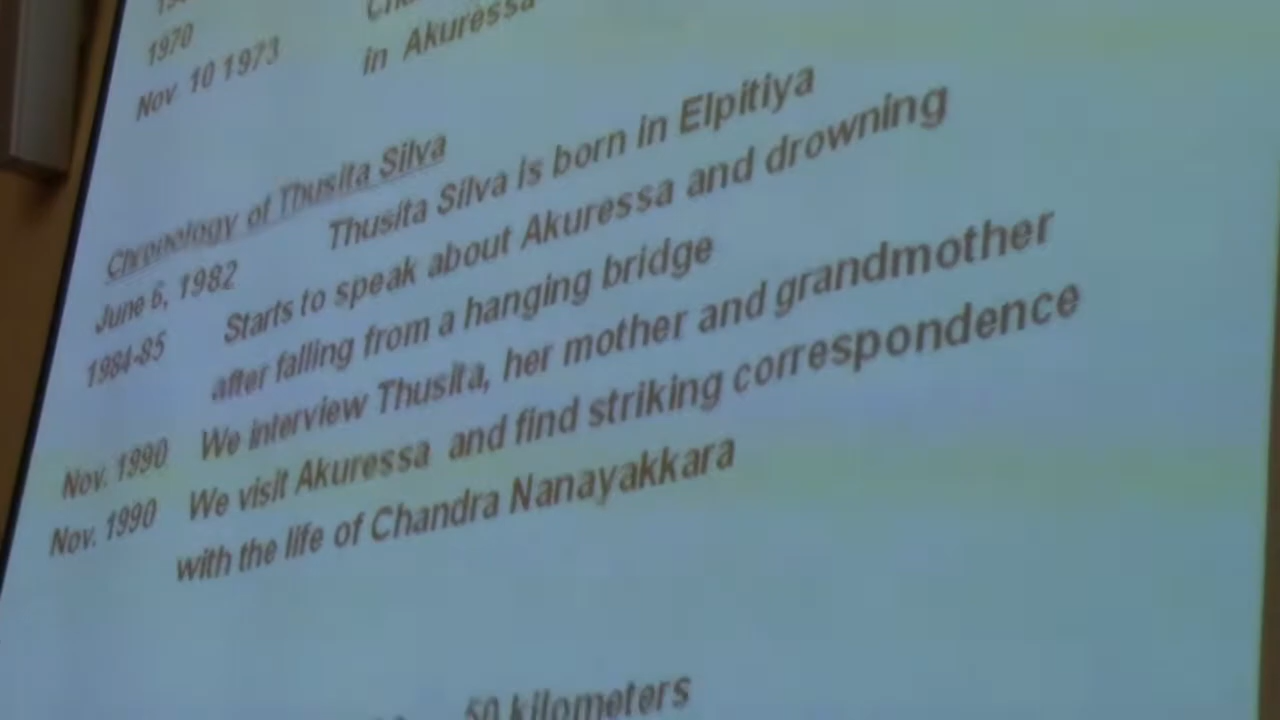 1970
Nov 10 1973 in Akuressa
Chronology of Thusita Silva
June 6, 1982 Thusita Silva is born in Elpitiya
1984-85 Starts to speak about Akuressa and drowning
after falling from a hanging bridge
Nov. 1990 We interview Thusita, her mother and grandmother
Nov. 1990 We visit Akuressa and find striking correspondence
with the life of Chandra Nanayakkara
50 kilometers